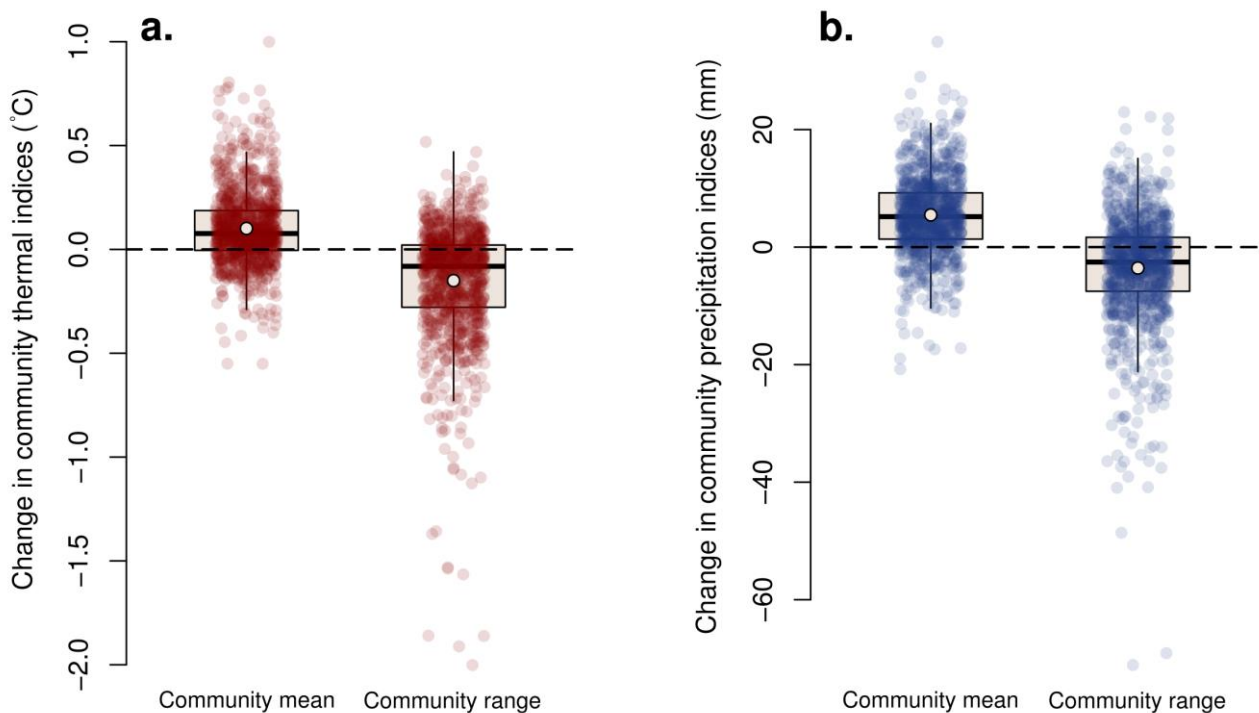 a.
Change in community thermal indices (°C)
1.0
0.5
0.0
−0.5
−1.0
−1.5
−2.0
Community mean
Community range
b.
Change in community precipitation indices (mm)
20
0
−20
−40
−60
Community mean
Community range